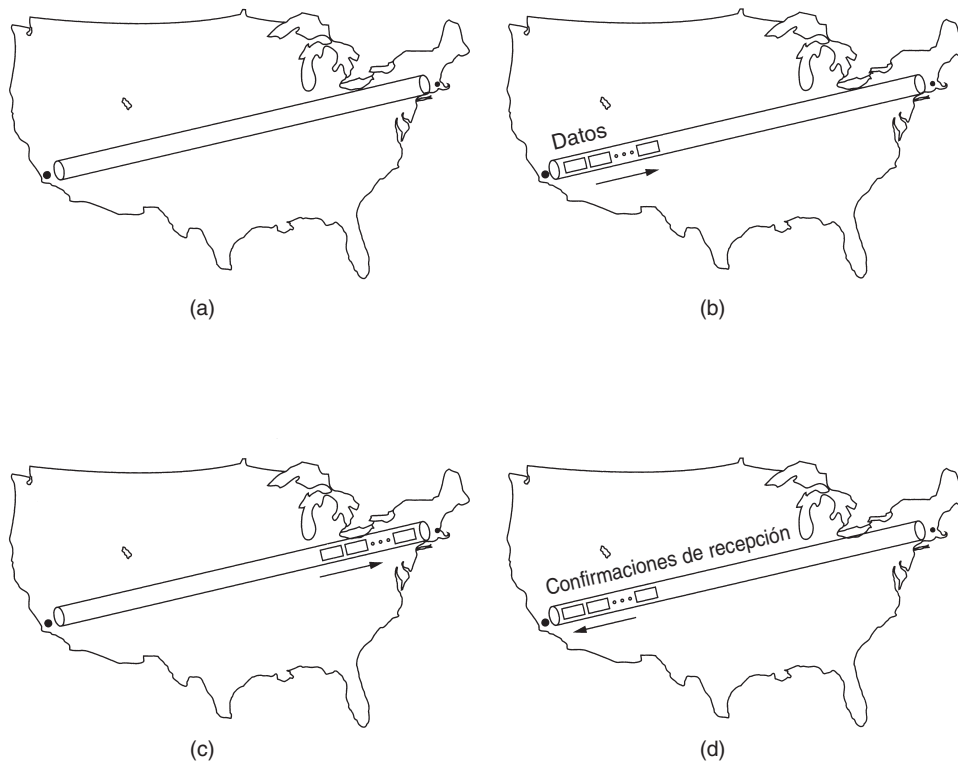 (a)
Datos
(b)
(c)
Confirmaciones de recepción
(d)